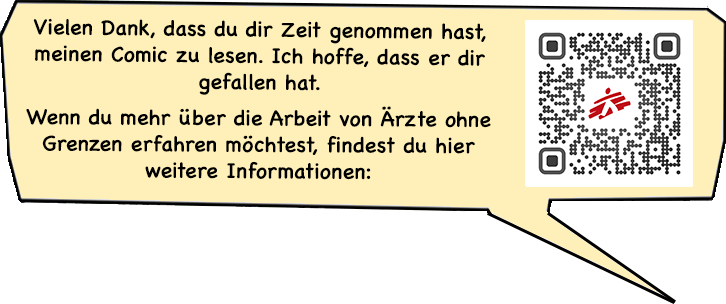 Vielen Dank, dass du dir Zeit genommen hast,
meinen Comic zu lesen. Ich hoffe, dass er dir
gefallen hat.
Wenn du mehr über die Arbeit von Ärzte ohne
Grenzen erfahren möchtest, findest du hier
weitere Informationen: